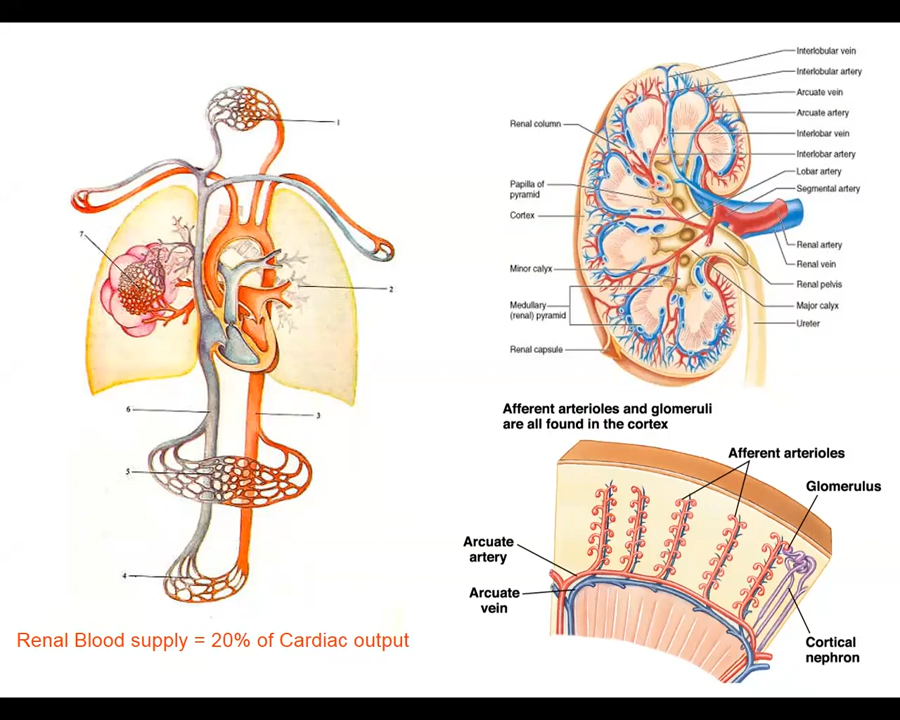 1
7
2
6
3
5
4
Renal Blood supply = 20% of Cardiac output
Interlobular vein
Interlobular artery
Arcuate vein
Arcuate artery
Renal column
Interlobar vein
Interlobar artery
Lobar artery
Papilla of
pyramid
Segmental artery
Cortex
Renal artery
Renal vein
Minor calyx
Renal pelvis
Medullary
(renal) pyramid
Major calyx
Ureter
Renal capsule
Afferent arterioles and glomeruli
are all found in the cortex
Afferent arterioles
Glomerulus
Arcuate
artery
Arcuate
vein
Cortical
nephron